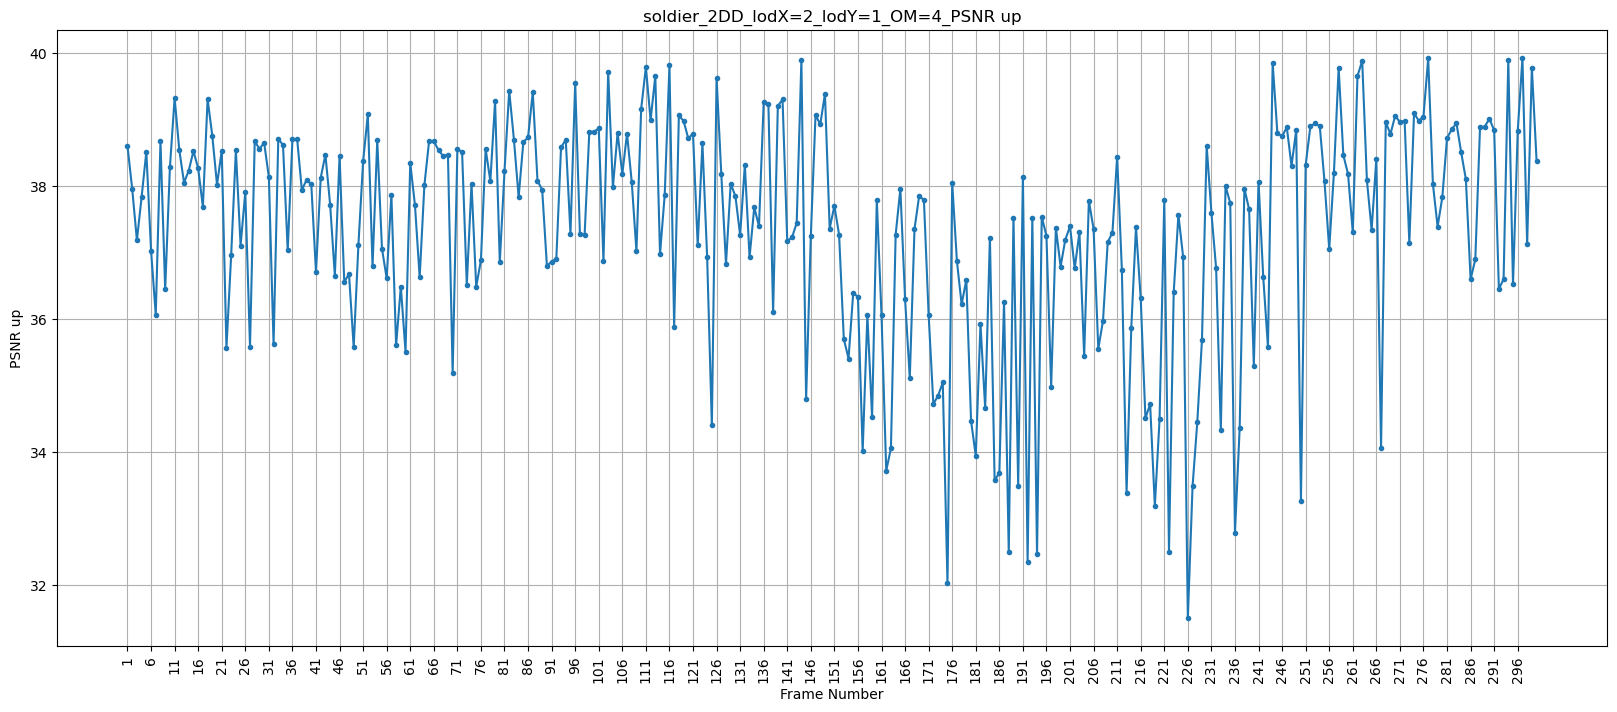 soldier_2DD_lodX=2_lodY=1_OM=4_PSNR up
PSNR up
40
38
36
34
32
1 6 11 16 21 26 31 36 41 46 51 56 61 66 71 76 81 86 91 96 101 106 111 116 121 126 131 136 141 146 151 156 161 166 171 176 181 186 191 196 201 206 211 216 221 226 231 236 241 246 251 256 261 266 271 276 281 286 291 296
Frame Number